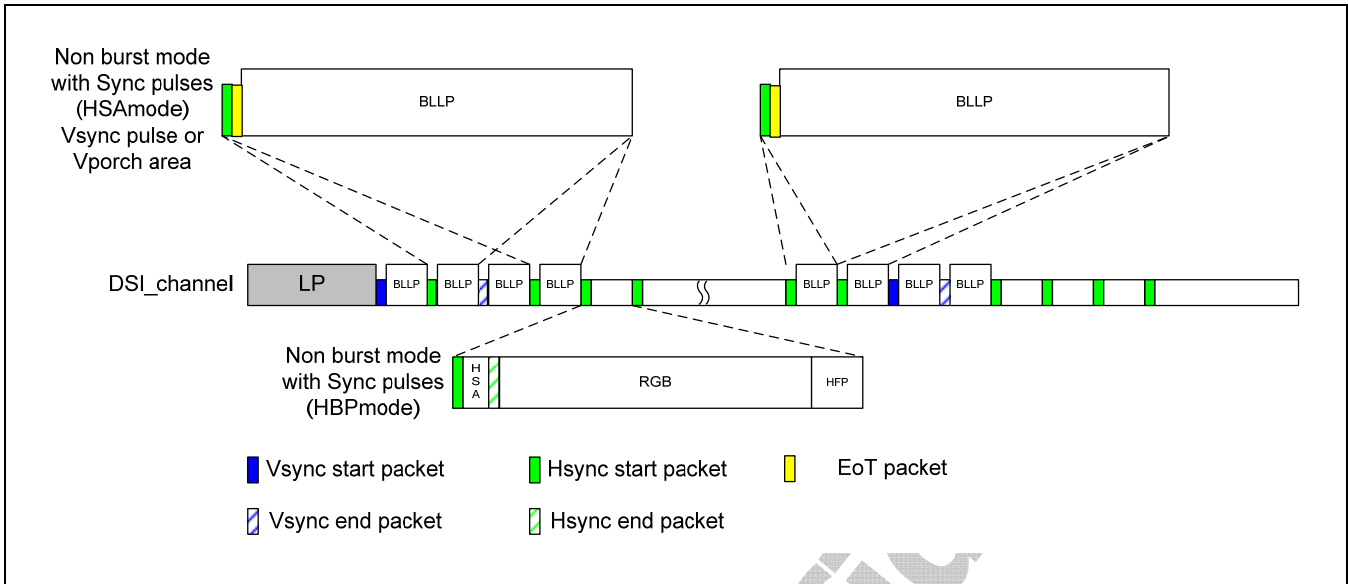 Non burst mode
with Sync pulses
(HSAmode)
Vsync pulse or
Vporch area
BLLP
BLLP
DSI_channel
LP
BLLP
BLLP
BLLP
BLLP
BLLP
BLLP
BLLP
BLLP
Non burst mode
with Sync pulses
(HBPmode)
H
S
A
RGB
HFP
Vsync start packet
Hsync start packet
EoT packet
Vsync end packet
Hsync end packet